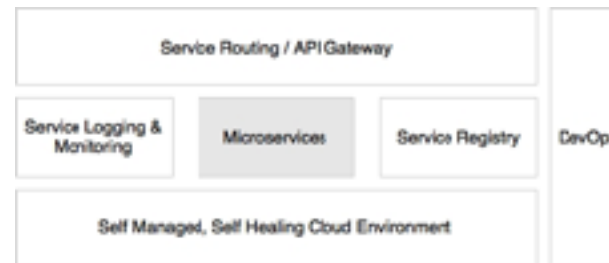 Service Routing / API Gateway
Service Logging &
Monitoring
Microservices
Service Registry
DevOp
Self Managed, Self Healing Cloud Environment